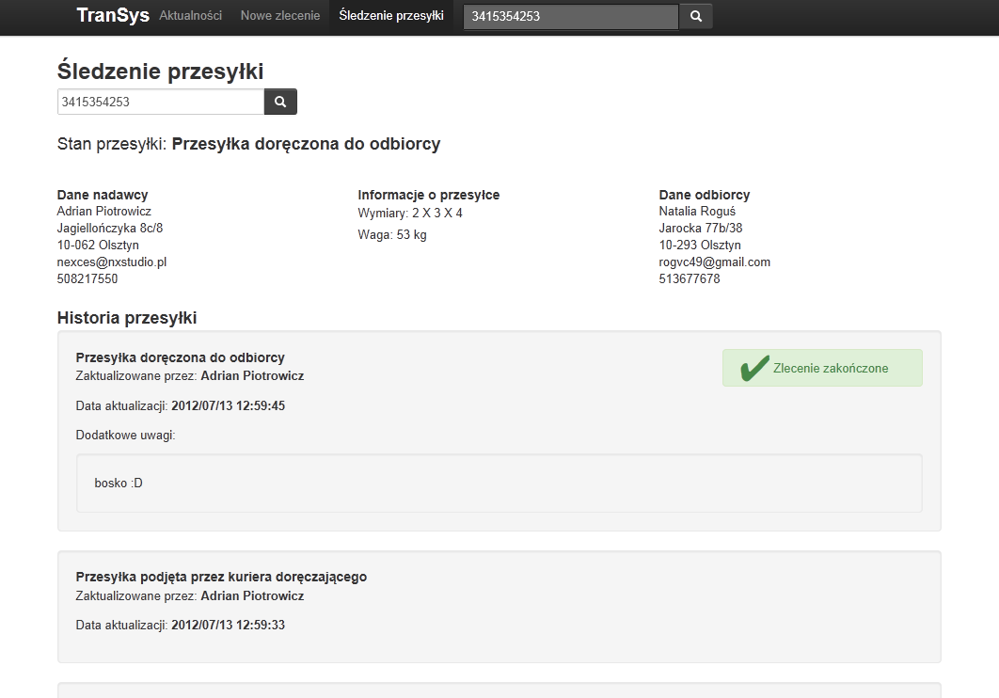 TranSys Aktualności Nowe zlecenie Śledzenie przesyłki 3415354253
Śledzenie przesyłki
3415354253
Stan przesyłki: Przesyłka doręczona do odbiorcy
Dane nadawcy
Adrian Piotrowicz
Jagiellończyka 8c/8
10-062 Olsztyn
nexces@nxstudio.pl
508217550
Informacje o przesyłce
Wymiary: 2 X 3 X 4
Waga: 53 kg
Dane odbiorcy
Natalia Roguś
Jarocka 77b/38
10-293 Olsztyn
rogvc49@gmail.com
513677678
Historia przesyłki
Przesyłka doręczona do odbiorcy
Zaktualizowane przez: Adrian Piotrowicz
Zlecenie zakończone
Data aktualizacji: 2012/07/13 12:59:45
Dodatkowe uwagi:
bosko :D
Przesyłka podjęta przez kuriera doręczającego
Zaktualizowane przez: Adrian Piotrowicz
Data aktualizacji: 2012/07/13 12:59:33